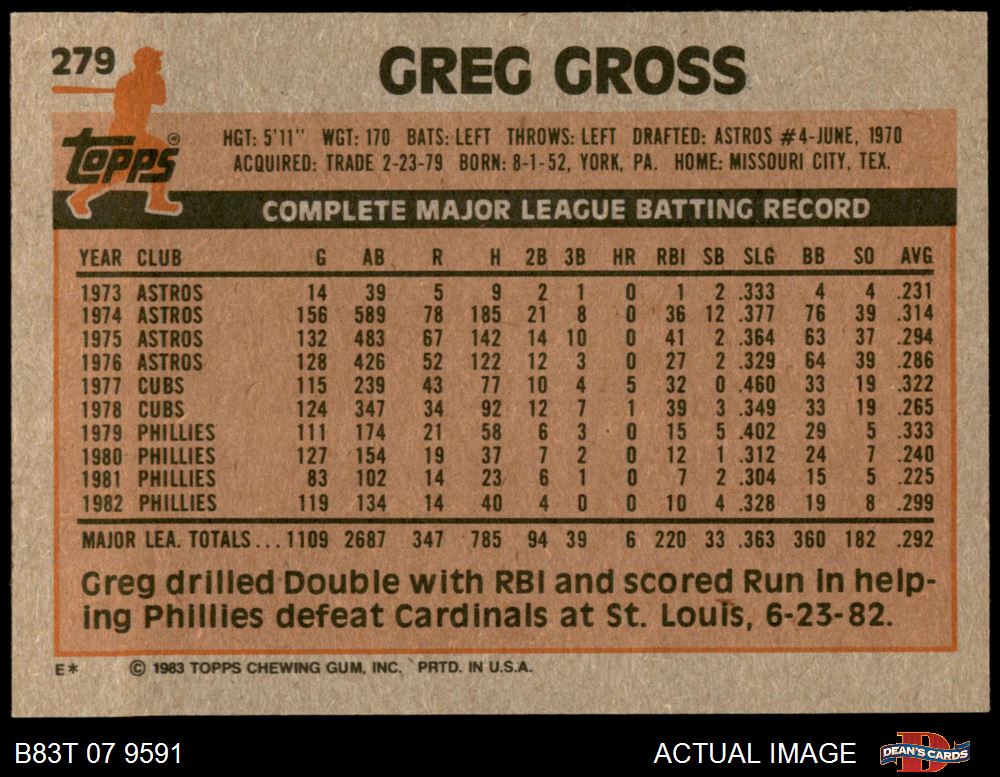 279
GREG GROSS
topps®
HGT: 5'11" WGT: 170 BATS: LEFT THROWS: LEFT DRAFTED: ASTROS #4-JUNE, 1970
ACQUIRED: TRADE 2-23-79 BORN: 8-1-52, YORK, PA. HOME: MISSOURI CITY, TEX.
COMPLETE MAJOR LEAGUE BATTING RECORD
YEAR CLUB G AB R H 2B 3B HR RBI SB SLG BB SO AVG
1973 ASTROS 14 39 5 9 2 1 0 1 2 .333 4 4 .231
1974 ASTROS 156 589 78 185 21 8 0 36 12 .377 76 39 .314
1975 ASTROS 132 483 67 142 14 10 0 41 2 .364 63 37 .294
1976 ASTROS 128 426 52 122 12 3 0 27 2 .329 64 39 .286
1977 CUBS 115 239 43 77 10 4 5 32 0 .460 33 19 .322
1978 CUBS 124 347 34 92 12 7 1 39 3 .349 33 19 .265
1979 PHILLIES 111 174 21 58 6 3 0 15 5 .402 29 5 .333
1980 PHILLIES 127 154 19 37 7 2 0 12 1 .312 24 7 .240
1981 PHILLIES 83 102 14 23 6 1 0 7 2 .304 15 5 .225
1982 PHILLIES 119 134 14 40 4 0 0 10 4 .328 19 8 .299
MAJOR LEA. TOTALS... 1109 2687 347 785 94 39 6 220 33 .363 360 182 .292
Greg drilled Double with RBI and scored Run in help-
ing Phillies defeat Cardinals at St. Louis, 6-23-82.
E* © 1983 TOPPS CHEWING GUM, INC. PRTD. IN U.S.A.
B83T 07 9591 ACTUAL IMAGE DEAN'S CARDS